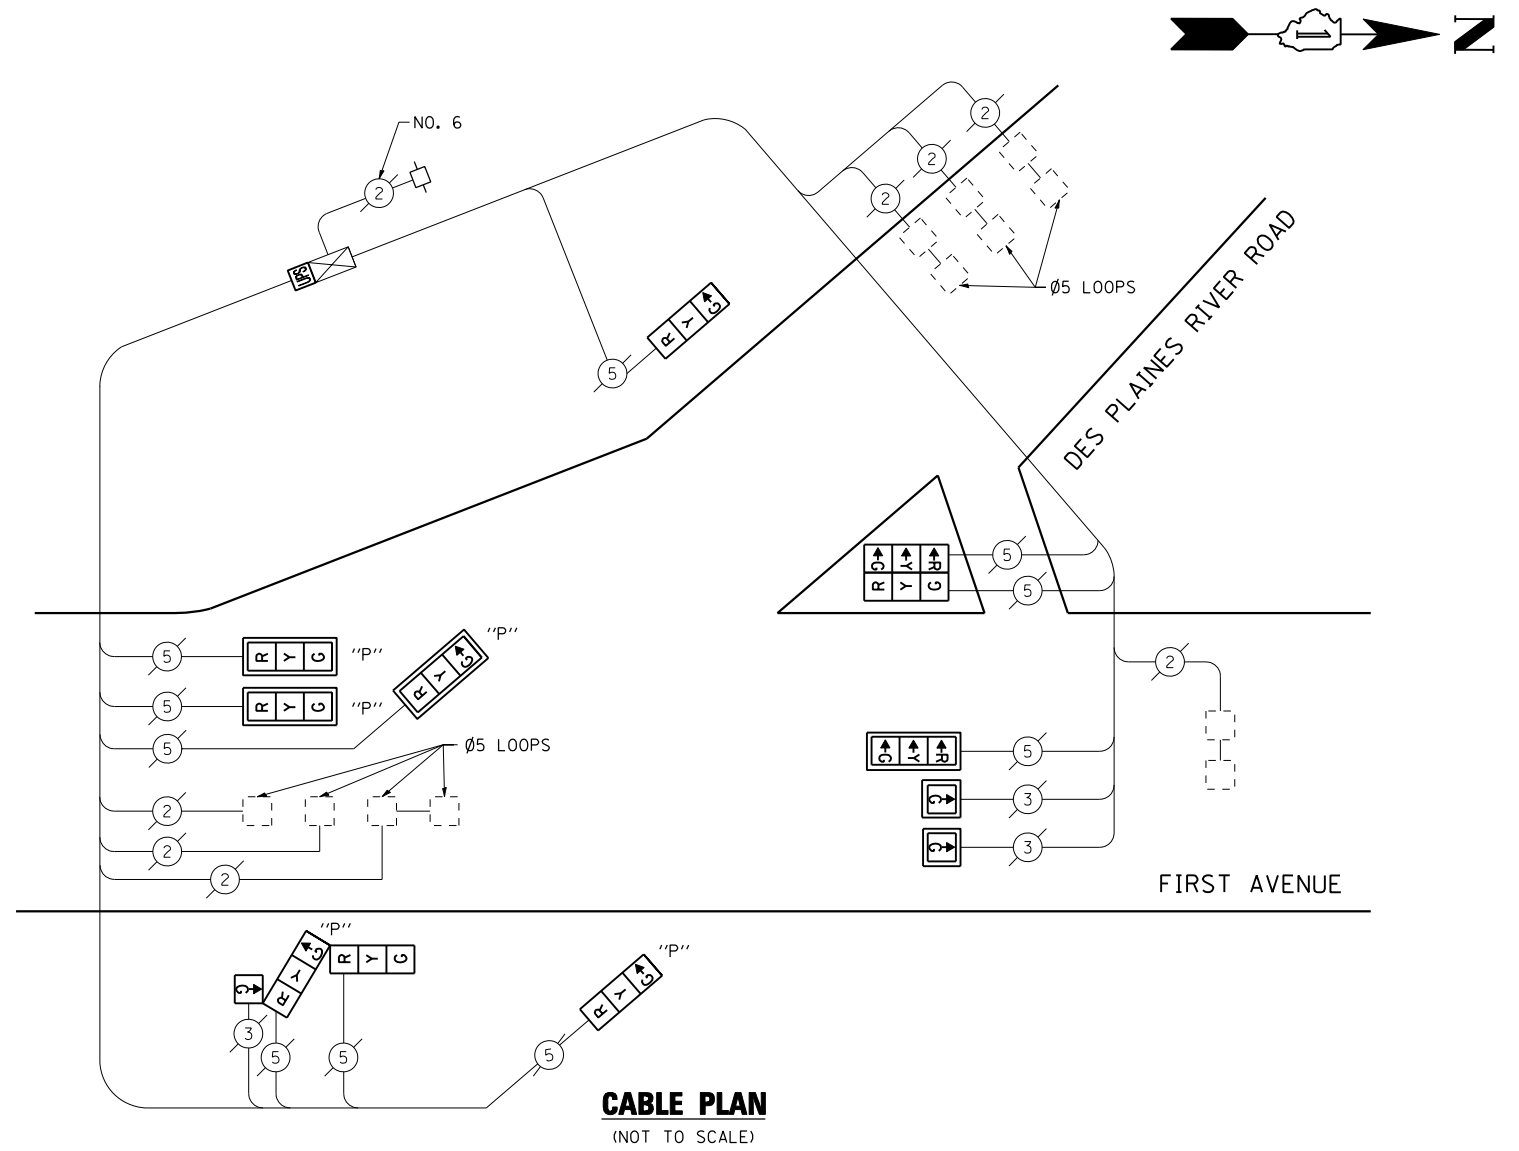 1 N
NO. 6
2
2
2
2
UPS
Ø5 LOOPS
R Y G
5
DES PLAINES RIVER ROAD
G Y R
R Y G
5
5
5
R Y G
"P"
R Y G
"P"
5
R Y G
"P"
5
2
Ø5 LOOPS
G Y R
5
2
G
3
2
G
3
2
FIRST AVENUE
"P"
R Y G
R Y G
G
3
5
5
R Y G
"P"
5
CABLE PLAN
(NOT TO SCALE)